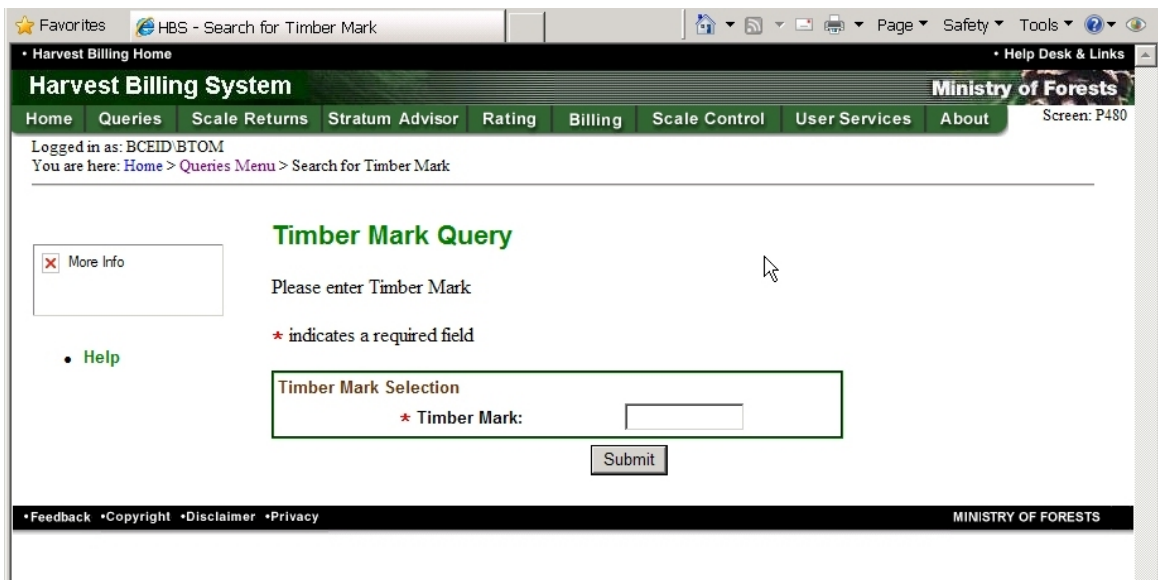 Favorites HBS - Search for Timber Mark Page Safety Tools
• Harvest Billing Home • Help Desk & Links
Harvest Billing System Ministry of Forests
Home Queries Scale Returns Stratum Advisor Rating Billing Scale Control User Services About Screen: P480
Logged in as: BCEID\BTOM
You are here: Home > Queries Menu > Search for Timber Mark
Timber Mark Query
More Info
Please enter Timber Mark
* indicates a required field
• Help
Timber Mark Selection
* Timber Mark:
Submit
•Feedback •Copyright •Disclaimer •Privacy MINISTRY OF FORESTS